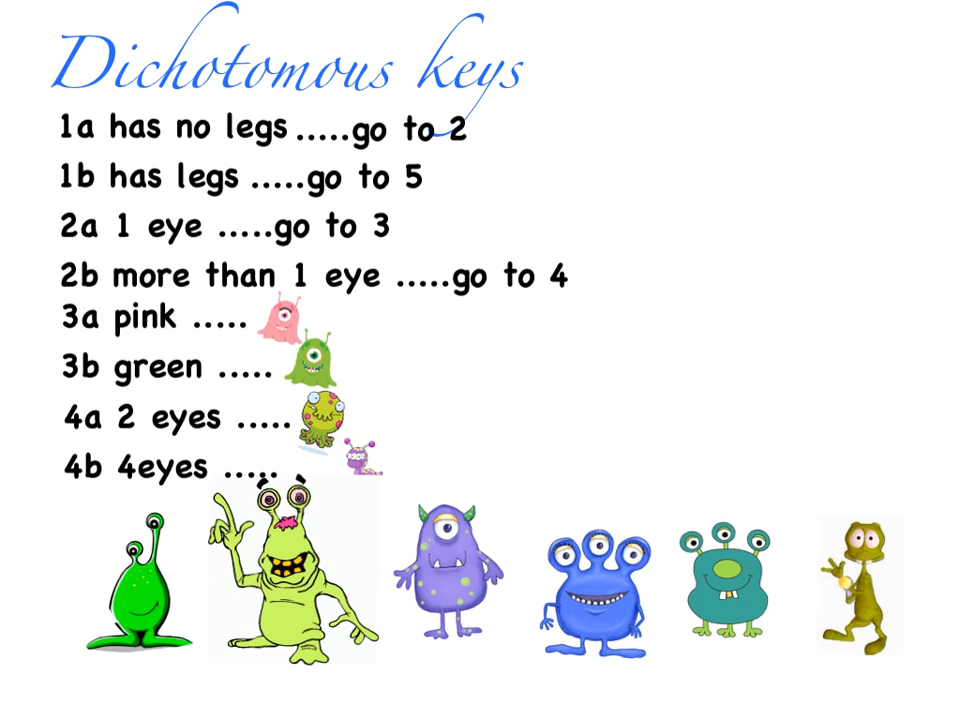 Dichotomous keys
1a has no legs .....go to 2
1b has legs .....go to 5
2a 1 eye .....go to 3
2b more than 1 eye .....go to 4
3a pink .....
3b green .....
4a 2 eyes .....
4b 4eyes .....